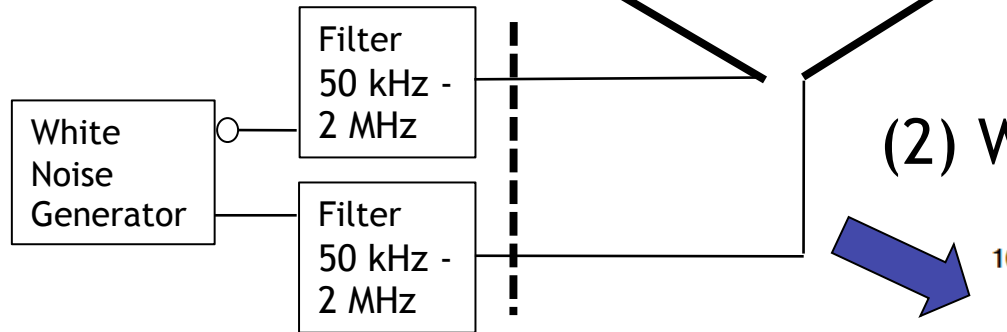 Filter
50 kHz -
2 MHz
White
Noise
Generator
(2)
Filter
50 kHz -
2 MHz